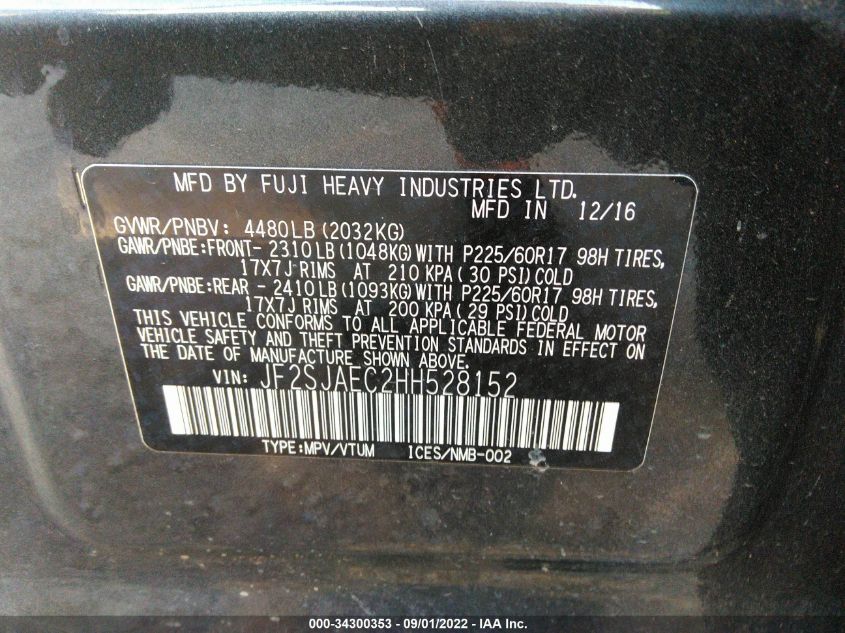 MFD BY FUJI HEAVY INDUSTRIES LTD.
MFD IN 12/16
GVWR/PNBV: 4480LB(2032KG)
GAWR/PNBE:FRONT- 2310LB(1048KG)WITH P225/60R17 98H TIRES,
17X7J RIMS AT 210 KPA(30 PSI)COLD
GAWR/PNBE:REAR - 2410LB(1093KG)WITH P225/60R17 98H TIRES,
17X7J RIMS AT 200 KPA(29 PSI)COLD
THIS VEHICLE CONFORMS TO ALL APPLICABLE FEDERAL MOTOR
VEHICLE SAFETY AND THEFT PREVENTION STANDARDS IN EFFECT ON
THE DATE OF MANUFACTURE SHOWN ABOVE.
VIN: JF2SJAEC2HH528152
TYPE:MPV/VTUM ICES/NMB-002
000-34300353 - 09/01/2022 - IAA Inc.